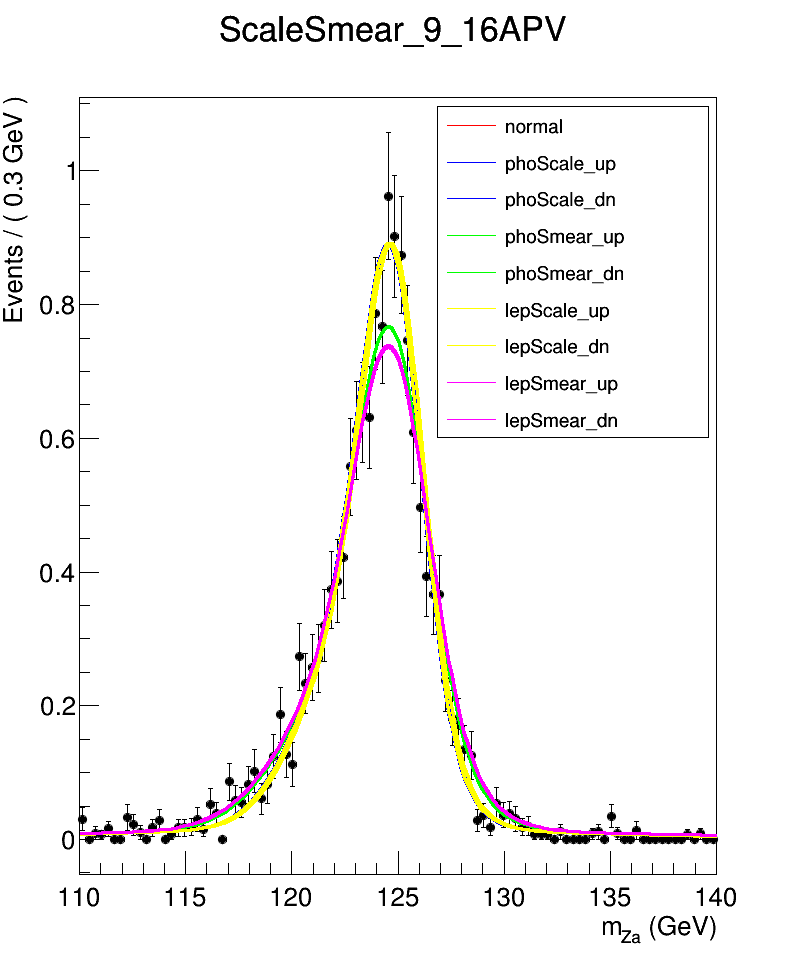 ScaleSmear_9_16APV
Events / ( 0.3 GeV )
1
0.8
0.6
0.4
0.2
0
normal
phoScale_up
phoScale_dn
phoSmear_up
phoSmear_dn
lepScale_up
lepScale_dn
lepSmear_up
lepSmear_dn
110 115 120 125 130 135 140
mZa (GeV)